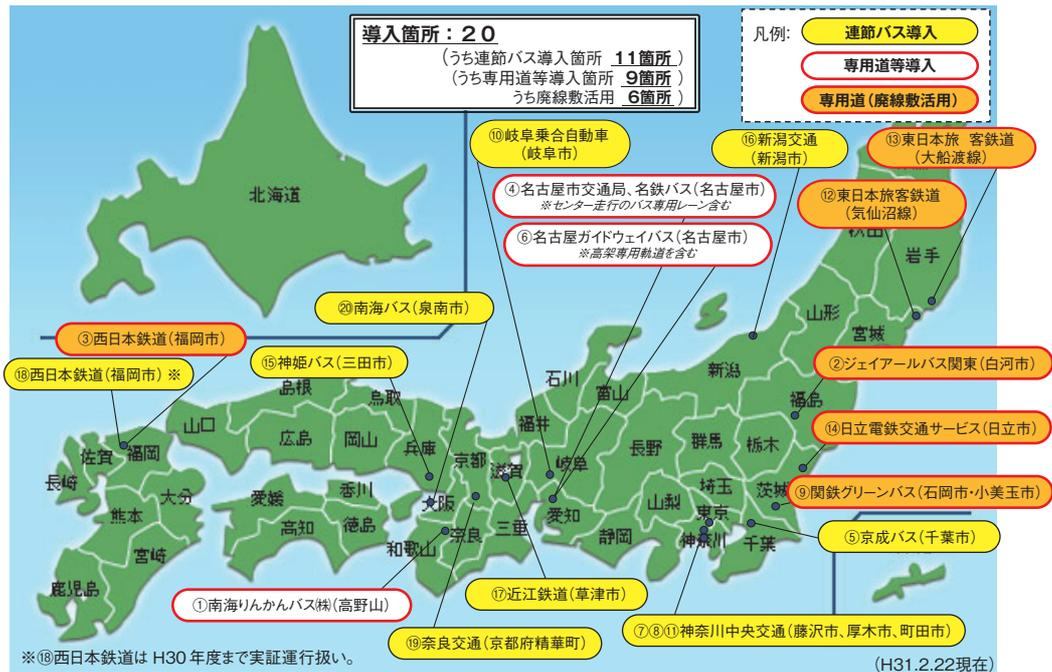 導入箇所：２０
(うち連節バス導入箇所 11箇所)
(うち専用道等導入箇所 9箇所)
うち廃線敷活用 6箇所)
凡例:
連節バス導入
専用道等導入
専用道(廃線敷活用)
⑩岐阜乗合自動車
(岐阜市)
⑯新潟交通
(新潟市)
⑬東日本旅 客鉄道
(大船渡線)
④名古屋市交通局、名鉄バス(名古屋市)
※センター走行のバス専用レーン含む
⑫東日本旅客鉄道
(気仙沼線)
⑥名古屋ガイドウェイバス(名古屋市)
※高架専用軌道を含む
北海道
秋田
岩手
⑳南海バス(泉南市)
山形
宮城
③西日本鉄道(福岡市)
⑮神姫バス(三田市)
②ジェイアールバス関東(白河市)
⑱西日本鉄道(福岡市)※
石川
富山
新潟
福島
島根
鳥取
山口
広島
岡山
兵庫
京都
滋賀
福井
岐阜
長野
群馬
栃木
⑭日立電鉄交通サービス(日立市)
佐賀
福岡
長崎
大分
熊本
宮崎
鹿児島
愛媛
香川
高知
徳島
大阪
奈良
和歌山
三重
愛知
静岡
山梨
埼玉
東京
神奈川
千葉
茨城
⑨関鉄グリーンバス(石岡市・小美玉市)
⑤京成バス(千葉市)
①南海りんかんバス㈱(高野山)
⑰近江鉄道(草津市)
⑲奈良交通(京都府精華町)
⑦⑧⑪神奈川中央交通(藤沢市、厚木市、町田市)
※⑱西日本鉄道は H30 年度まで実証運行扱い。
(H31.2.22現在)